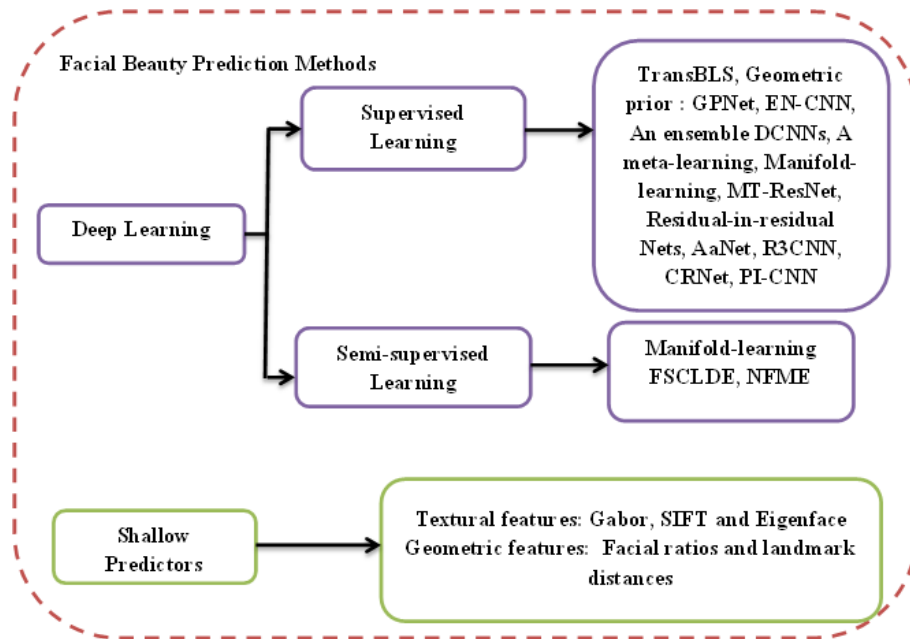 Facial Beauty Prediction Methods
Supervised
Learning
TransBLS, Geometric
prior : GPNet, EN-CNN,
An ensemble DCNNs, A
meta-learning, Manifold-
learning, MT-ResNet,
Residual-in-residual
Nets, AaNet, R3CNN,
CRNet, PI-CNN
Deep Learning
Semi-supervised
Learning
Manifold-learning
FSCLDE, NFME
Shallow
Predictors
Textural features: Gabor, SIFT and Eigenface
Geometric features: Facial ratios and landmark
distances